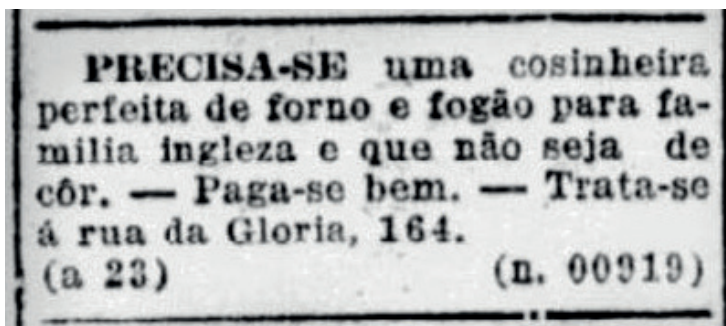 PRECISA-SE uma cosinheira
perfeita de forno e fogão para fa-
milia ingleza e que não seja de
côr. — Paga-se bem. — Trata-se
á rua da Gloria, 164.
(a 23) (n. 00919)